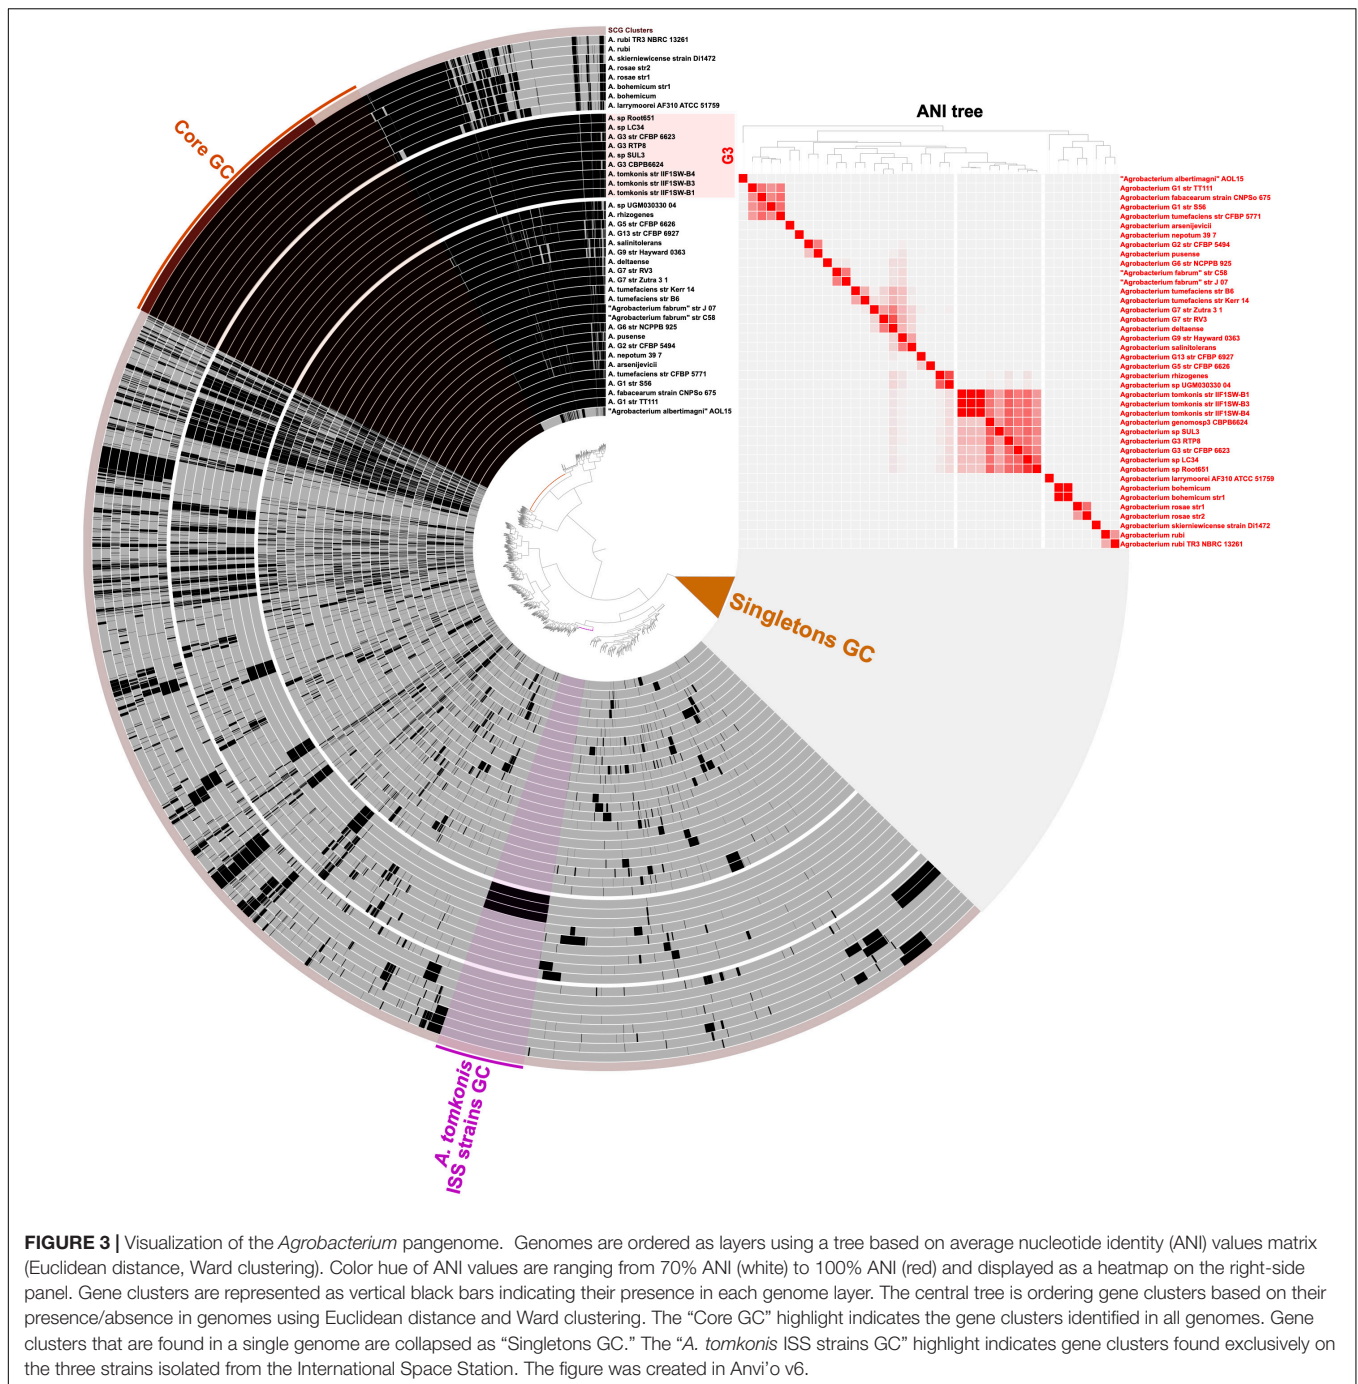 SCG Clusters
A. rubi TR3 NBRC 13261
A. rubi
A. skierniewicense strain DI1472
A. rosae str2
A. rosae str1
A. bohemicum str1
A. bohemicum
A. larrymoorei AF310 ATCC 51759
A. sp Root651
A. sp LC34
A. G3 str CFBP 6623
A. G3 RTP8
A. sp SUL3
A. G3 CBPB6624
A. tomkonis str IIF1SW-B4
A. tomkonis str IIF1SW-B3
A. tomkonis str IIF1SW-B1
A. sp UGM030330 04
A. rhizogenes
A. G5 str CFBP 6626
A. G13 str CFBP 6927
A. salinitolerans
A. G9 str Hayward 0363
A. deltaense
A. G7 str RV3
A. G7 str Zutra 3 1
A. tumefaciens str Kerr 14
A. tumefaciens str B6
"Agrobacterium fabrum" str J 07
"Agrobacterium fabrum" str C58
A. G6 str NCPPB 925
A. pusense
A. G2 str CFBP 5494
A. nepotum 39 7
A. arsenijevicii
A. tumefaciens str CFBP 5771
A. G1 str S56
A. fabacearum strain CNPSo 675
A. G1 str TT111
"Agrobacterium albertimagni" AOL15
Core GC
G3
ANI tree
"Agrobacterium albertimagni" AOL15
Agrobacterium G1 str TT111
Agrobacterium fabacearum strain CNPSo 675
Agrobacterium G1 str S56
Agrobacterium tumefaciens str CFBP 5771
Agrobacterium arsenijevicii
Agrobacterium nepotum 39 7
Agrobacterium G2 str CFBP 5494
Agrobacterium pusense
Agrobacterium G6 str NCPPB 925
"Agrobacterium fabrum" str C58
"Agrobacterium fabrum" str J 07
Agrobacterium tumefaciens str B6
Agrobacterium tumefaciens str Kerr 14
Agrobacterium G7 str Zutra 3 1
Agrobacterium G7 str RV3
Agrobacterium deltaense
Agrobacterium G9 str Hayward 0363
Agrobacterium salinitolerans
Agrobacterium G13 str CFBP 6927
Agrobacterium G5 str CFBP 6626
Agrobacterium rhizogenes
Agrobacterium sp UGM030330 04
Agrobacterium tomkonis str IIF1SW-B1
Agrobacterium tomkonis str IIF1SW-B3
Agrobacterium tomkonis str IIF1SW-B4
Agrobacterium genomosp3 CBPB6624
Agrobacterium sp SUL3
Agrobacterium G3 RTP8
Agrobacterium G3 str CFBP 6623
Agrobacterium sp LC34
Agrobacterium sp Root651
Agrobacterium larrymoorei AF310 ATCC 51759
Agrobacterium bohemicum
Agrobacterium bohemicum str1
Agrobacterium rosae str1
Agrobacterium rosae str2
Agrobacterium skierniewicense strain DI1472
Agrobacterium rubi
Agrobacterium rubi TR3 NBRC 13261
Singletons GC
A. tomkonis
ISS strains GC
FIGURE 3 | Visualization of the Agrobacterium pangenome. Genomes are ordered as layers using a tree based on average nucleotide identity (ANI) values matrix
(Euclidean distance, Ward clustering). Color hue of ANI values are ranging from 70% ANI (white) to 100% ANI (red) and displayed as a heatmap on the right-side
panel. Gene clusters are represented as vertical black bars indicating their presence in each genome layer. The central tree is ordering gene clusters based on their
presence/absence in genomes using Euclidean distance and Ward clustering. The “Core GC” highlight indicates the gene clusters identified in all genomes. Gene
clusters that are found in a single genome are collapsed as “Singletons GC.” The “A. tomkonis ISS strains GC” highlight indicates gene clusters found exclusively on
the three strains isolated from the International Space Station. The figure was created in Anvi’o v6.